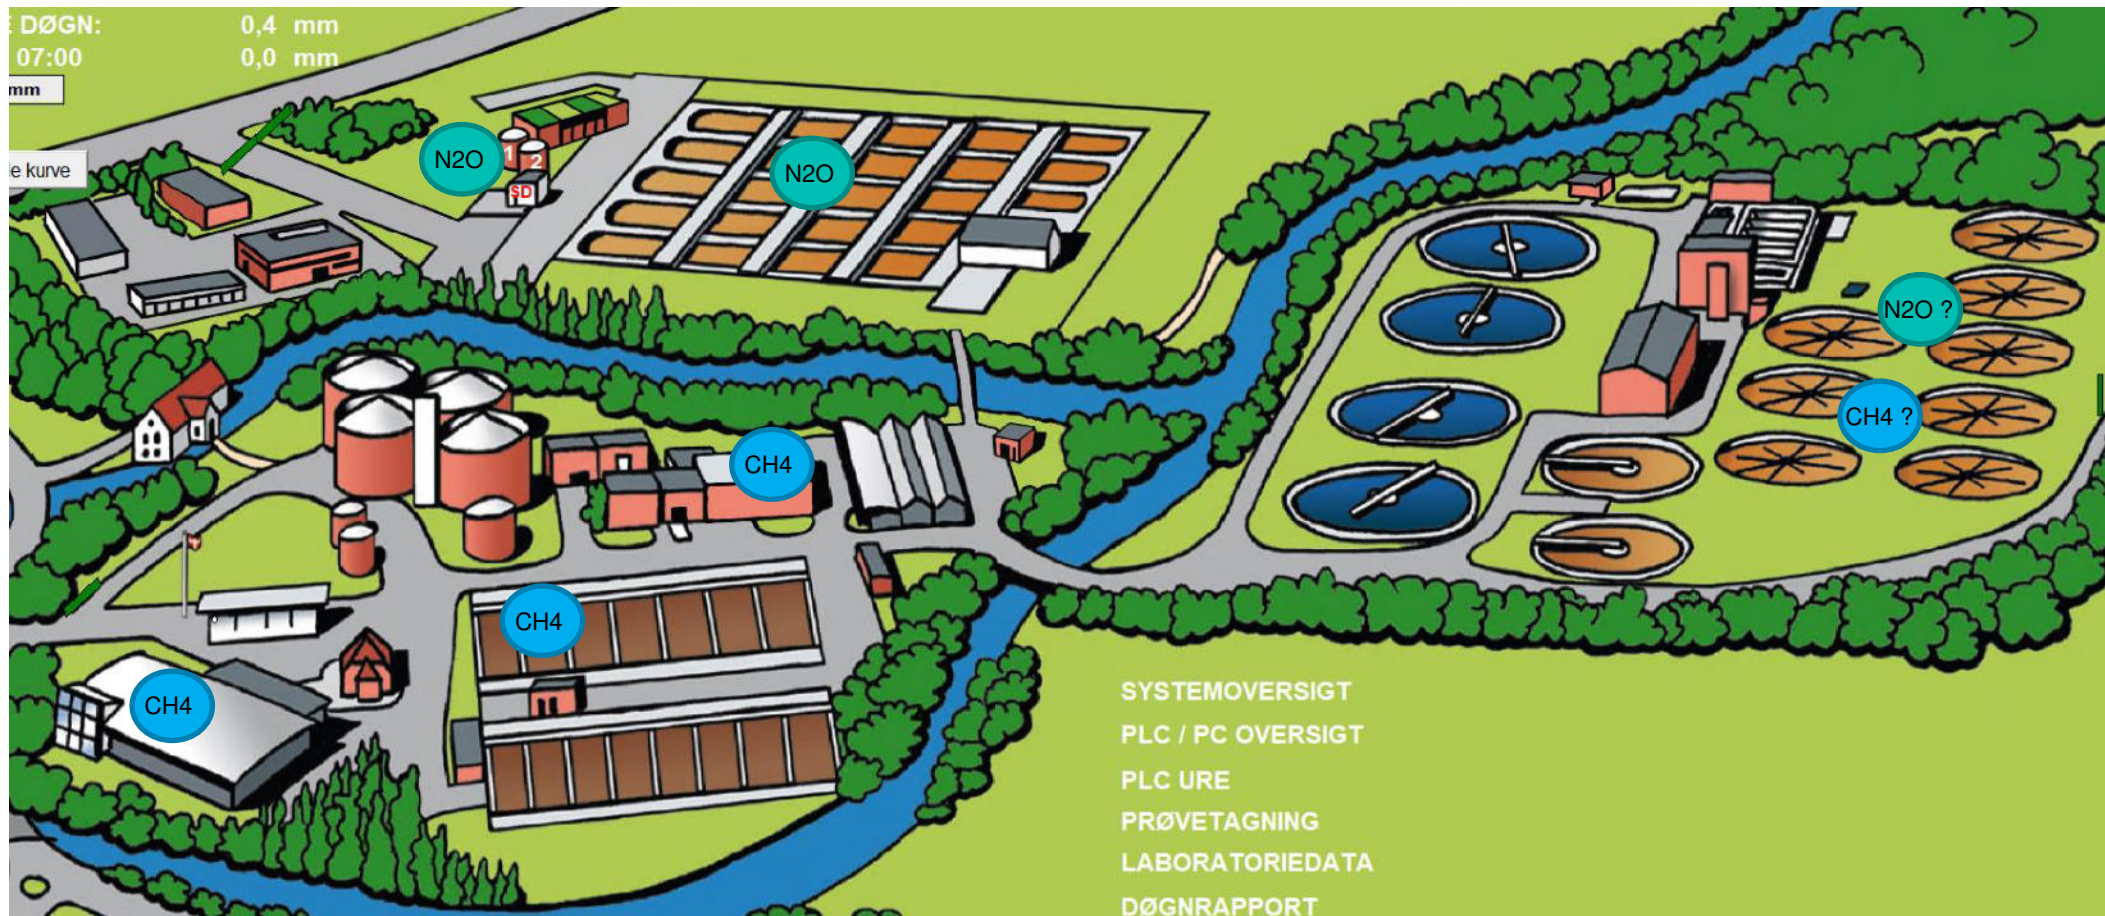 E DØGN: 0,4 mm
07:00 0,0 mm
mm
e kurve
N2O
1
2
SD
N2O
N2O ?
CH4 ?
CH4
CH4
CH4
SYSTEMOVERSIGT
PLC / PC OVERSIGT
PLC URE
PRØVETAGNING
LABORATORIEDATA
DØGNRAPPORT